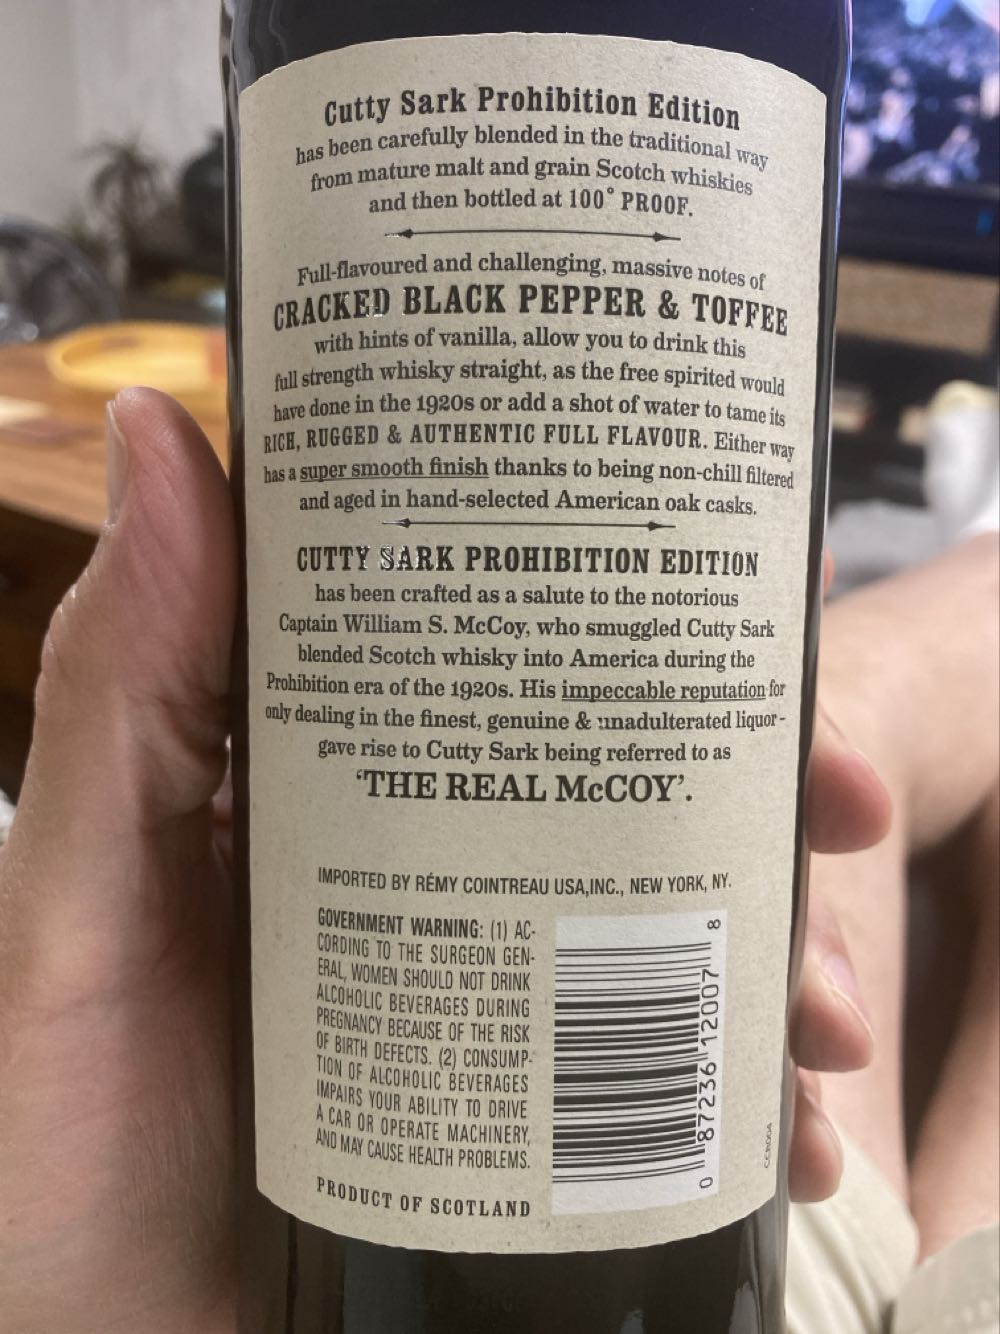 Cutty Sark Prohibition Edition
has been carefully blended in the traditional way
from mature malt and grain Scotch whiskies
and then bottled at 100° PROOF.
Full-flavoured and challenging, massive notes of
CRACKED BLACK PEPPER & TOFFEE
with hints of vanilla, allow you to drink this
full strength whisky straight, as the free spirited would
have done in the 1920s or add a shot of water to tame its
RICH, RUGGED & AUTHENTIC FULL FLAVOUR. Either way
has a super smooth finish thanks to being non-chill filtered
and aged in hand-selected American oak casks.
CUTTY SARK PROHIBITION EDITION
has been crafted as a salute to the notorious
Captain William S. McCoy, who smuggled Cutty Sark
blended Scotch whisky into America during the
Prohibition era of the 1920s. His impeccable reputation for
only dealing in the finest, genuine & unadulterated liquor -
gave rise to Cutty Sark being referred to as
‘THE REAL McCOY’.
IMPORTED BY RÉMY COINTREAU USA,INC., NEW YORK, NY.
GOVERNMENT WARNING: (1) AC-
CORDING TO THE SURGEON GEN-
ERAL, WOMEN SHOULD NOT DRINK
ALCOHOLIC BEVERAGES DURING
PREGNANCY BECAUSE OF THE RISK
OF BIRTH DEFECTS. (2) CONSUMP-
TION OF ALCOHOLIC BEVERAGES
IMPAIRS YOUR ABILITY TO DRIVE
A CAR OR OPERATE MACHINERY,
AND MAY CAUSE HEALTH PROBLEMS.
PRODUCT OF SCOTLAND
0 87236 12007 8